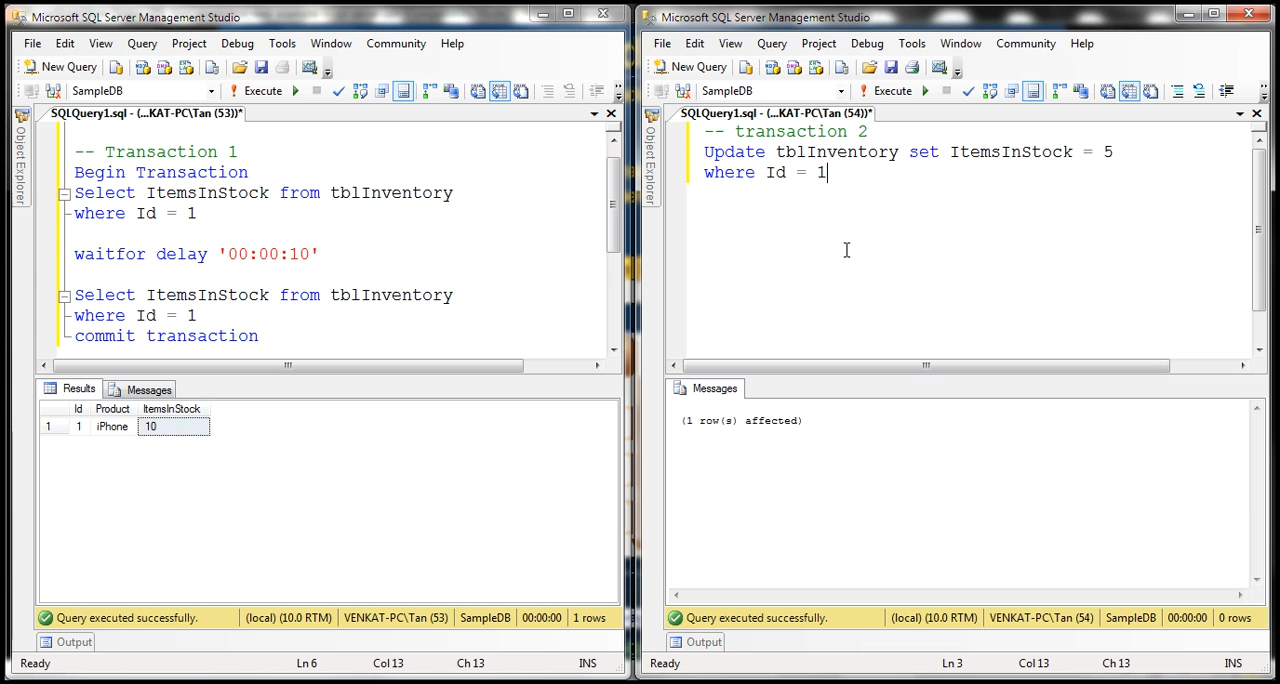 Microsoft SQL Server Management Studio
File Edit View Query Project Debug Tools Window Community Help
New Query
SampleDB Execute
SQLQuery1.sql - (...KAT-PC\Tan (53))*
Object Explorer
-- Transaction 1
Begin Transaction
Select ItemsInStock from tblInventory
where Id = 1
waitfor delay '00:00:10'
Select ItemsInStock from tblInventory
where Id = 1
commit transaction
Results Messages
Id Product ItemsInStock
1 1 iPhone 10
Query executed successfully. (local) (10.0 RTM) VENKAT-PC\Tan (53) SampleDB 00:00:00 1 rows
Output
Ready Ln 6 Col 13 Ch 13 INS
Microsoft SQL Server Management Studio
File Edit View Query Project Debug Tools Window Community Help
New Query
SampleDB Execute
SQLQuery1.sql - (...KAT-PC\Tan (54))*
Object Explorer
-- transaction 2
Update tblInventory set ItemsInStock = 5
where Id = 1
Messages
(1 row(s) affected)
Query executed successfully. (local) (10.0 RTM) VENKAT-PC\Tan (54) SampleDB 00:00:00 0 rows
Output
Ready Ln 3 Col 13 Ch 13 INS